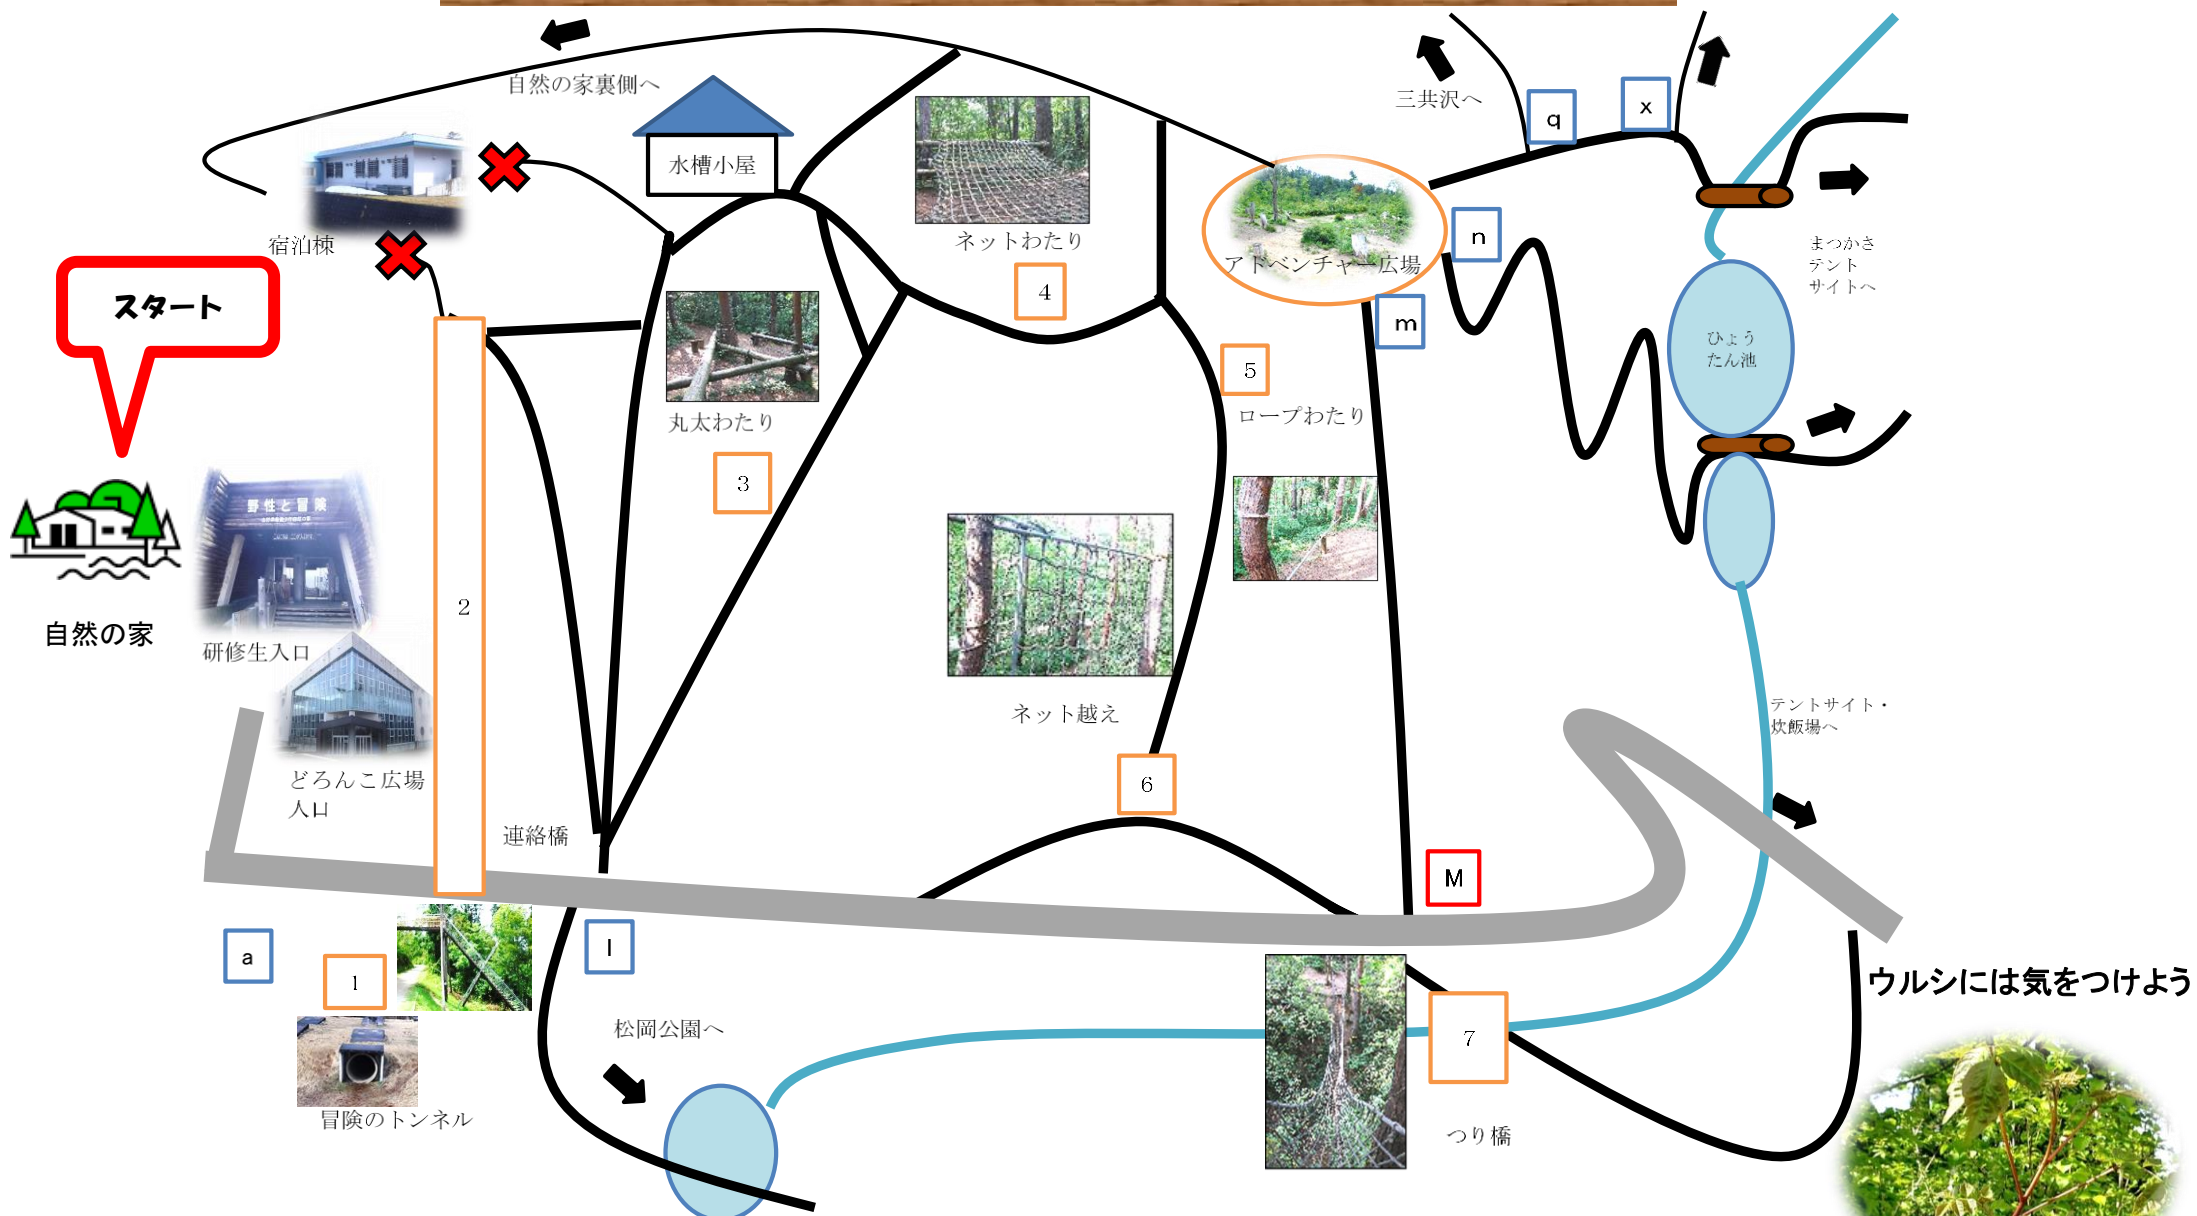 自然の家裏側へ
三共沢へ
q
x
水槽小屋
宿泊棟
ネットわたり
アドベンチャー広場
n
まつかさ
テント
サイトへ
スタート
4
m
ひょう
たん池
5
ロープわたり
丸太わたり
3
野性と冒険
2
自然の家
研修生入口
ネット越え
テントサイト・
炊飯場へ
どろんこ広場
入口
6
連絡橋
M
a
1
l
ウルシには気をつけよう
松岡公園へ
7
冒険のトンネル
つり橋